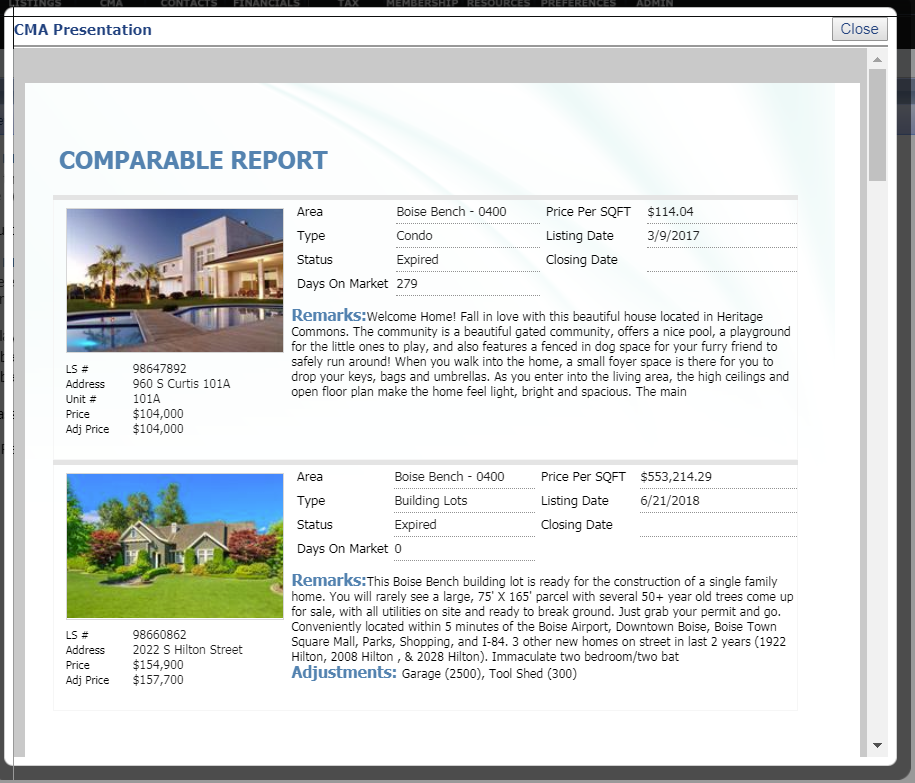 LISTINGS CMA CONTACTS FINANCIALS TAX MEMBERSHIP RESOURCES PREFERENCES ADMIN
CMA Presentation
Close
COMPARABLE REPORT
Area Boise Bench - 0400 Price Per SQFT $114.04
Type Condo Listing Date 3/9/2017
Status Expired Closing Date
Days On Market 279
Remarks:Welcome Home! Fall in love with this beautiful house located in Heritage
Commons. The community is a beautiful gated community, offers a nice pool, a playground
for the little ones to play, and also features a fenced in dog space for your furry friend to
safely run around! When you walk into the home, a small foyer space is there for you to
drop your keys, bags and umbrellas. As you enter into the living area, the high ceilings and
open floor plan make the home feel light, bright and spacious. The main
LS # 98647892
Address 960 S Curtis 101A
Unit # 101A
Price $104,000
Adj Price $104,000
Area Boise Bench - 0400 Price Per SQFT $553,214.29
Type Building Lots Listing Date 6/21/2018
Status Expired Closing Date
Days On Market 0
Remarks:This Boise Bench building lot is ready for the construction of a single family
home. You will rarely see a large, 75' X 165' parcel with several 50+ year old trees come up
for sale, with all utilities on site and ready to break ground. Just grab your permit and go.
Conveniently located within 5 minutes of the Boise Airport, Downtown Boise, Boise Town
Square Mall, Parks, Shopping, and I-84. 3 other new homes on street in last 2 years (1922
Hilton, 2008 Hilton , & 2028 Hilton). Immaculate two bedroom/two bat
Adjustments: Garage (2500), Tool Shed (300)
LS # 98660862
Address 2022 S Hilton Street
Price $154,900
Adj Price $157,700